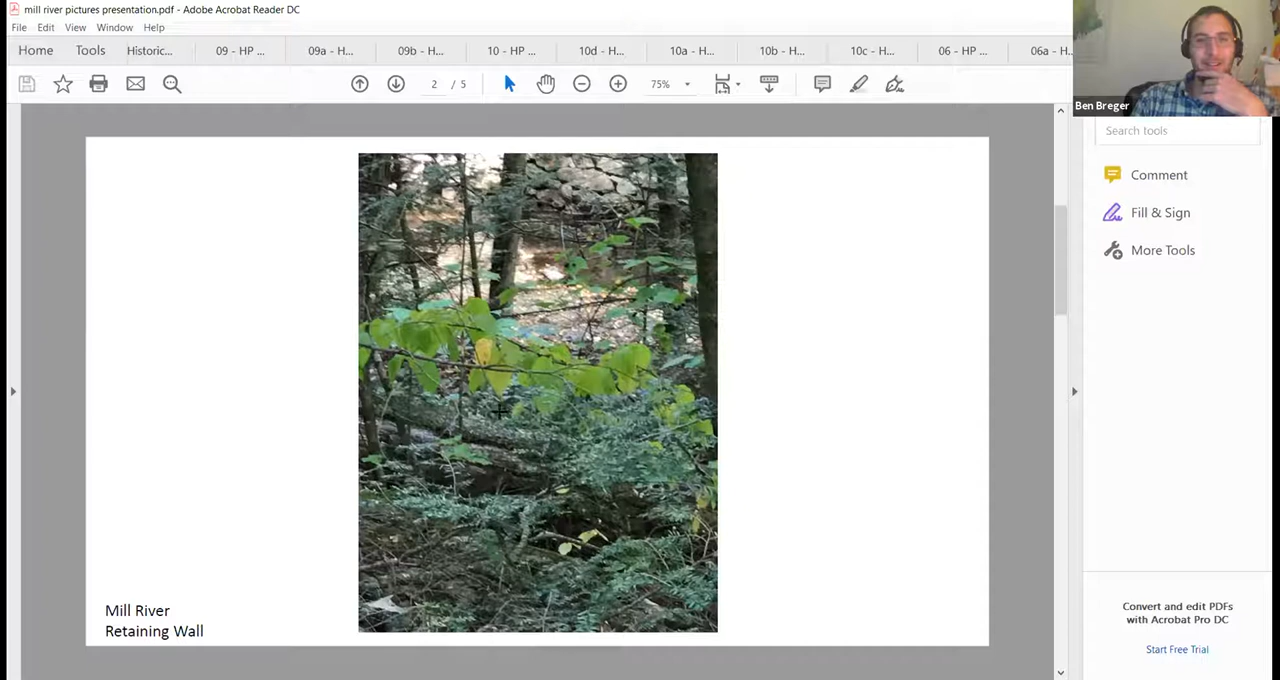 mill river pictures presentation.pdf - Adobe Acrobat Reader DC
File Edit View Window Help
Home Tools Historic... 09 - HP ... 09a - H... 09b - H... 10 - HP ... 10d - H... 10a - H... 10b - H... 10c - H... 06 - HP ... 06a - H...
2 / 5 75%
Ben Breger
Search tools
Comment
Fill & Sign
More Tools
Mill River
Retaining Wall
Convert and edit PDFs
with Acrobat Pro DC
Start Free Trial